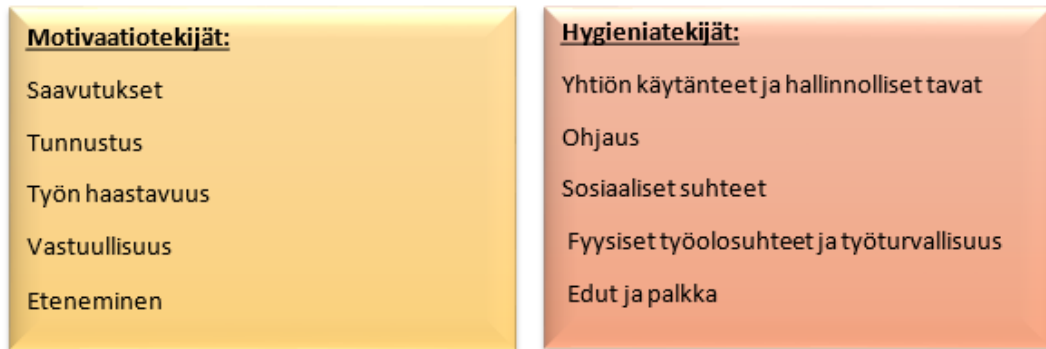 Motivaatiotekijät:
Saavutukset
Tunnustus
Työn haastavuus
Vastuullisuus
Eteneminen
Hygieniatekijät:
Yhtiön käytänteet ja hallinnolliset tavat
Ohjaus
Sosiaaliset suhteet
Fyysiset työolosuhteet ja työturvallisuus
Edut ja palkka